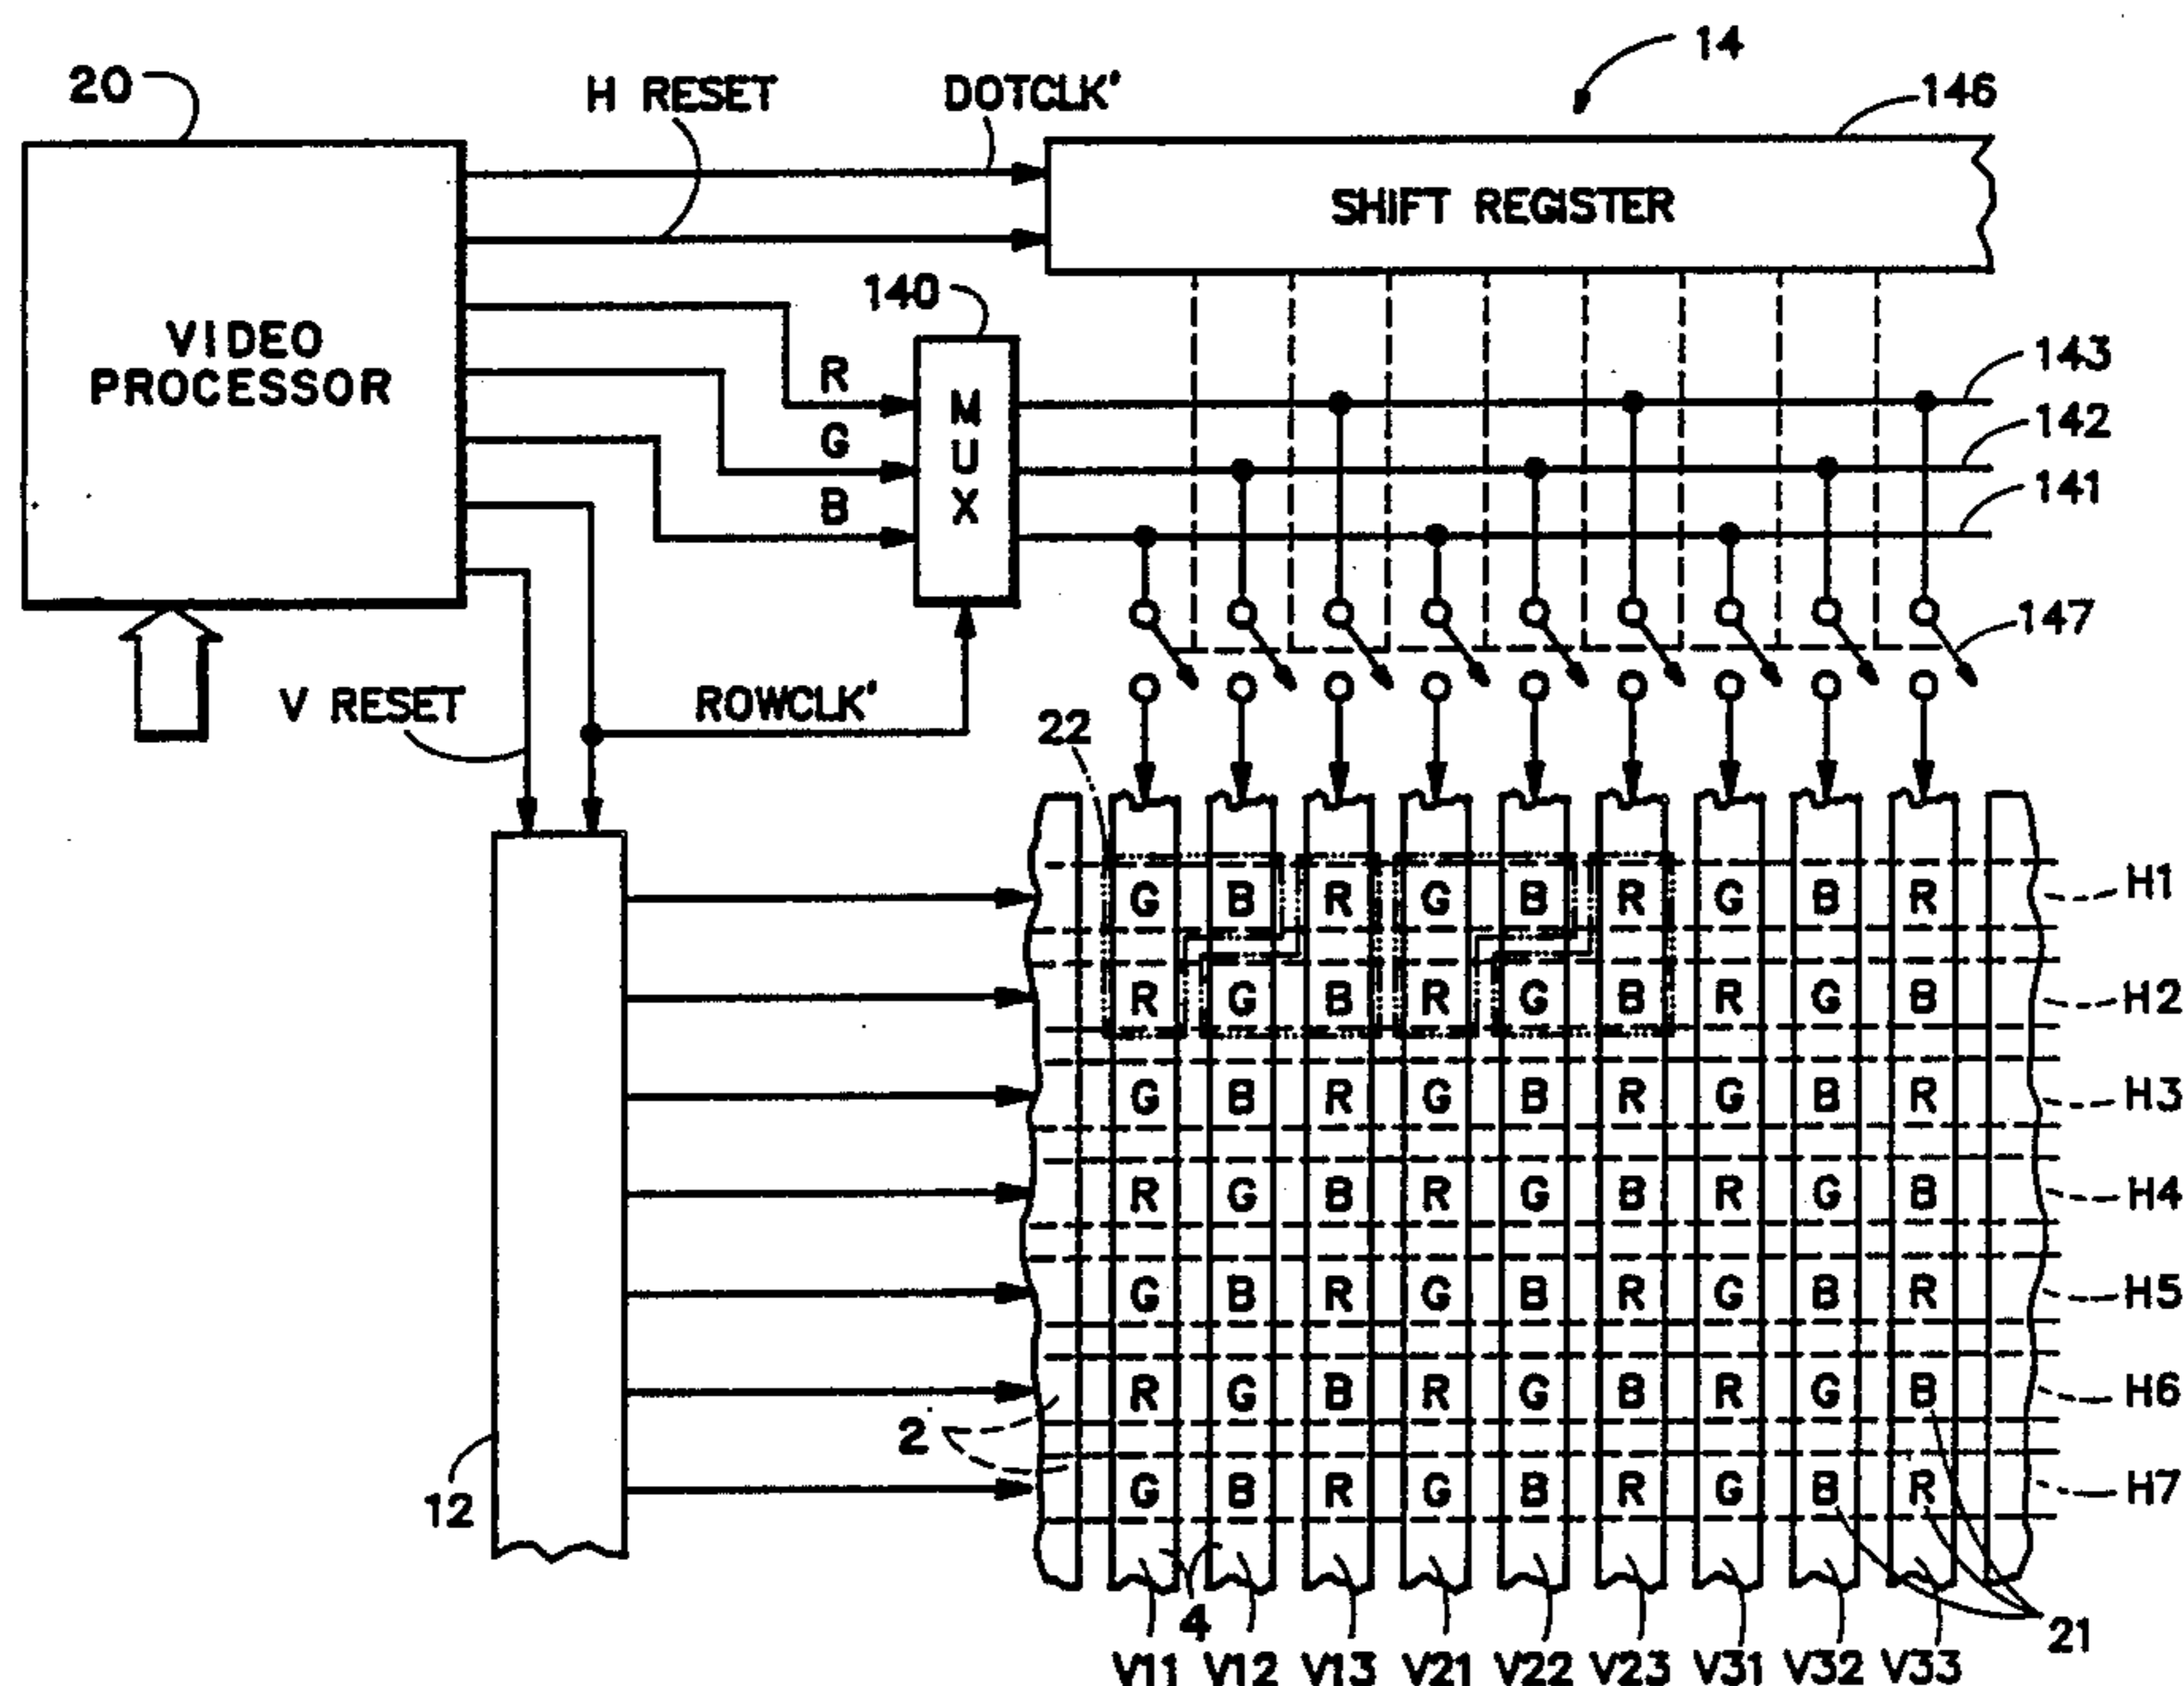 14
20
H RESET
DOTCLK'
146
SHIFT REGISTER
140
VIDEO
PROCESSOR
R
G
B
MUX
143
142
141
147
V RESET
ROWCLK'
22
G B R G B R G B R H1
R G B R G B R G B H2
G B R G B R G B R H3
R G B R G B R G B H4
G B R G B R G B R H5
R G B R G B R G B H6
2
G B R G B R G B R H7
12
4
21
V11 V12 V13 V21 V22 V23 V31 V32 V33